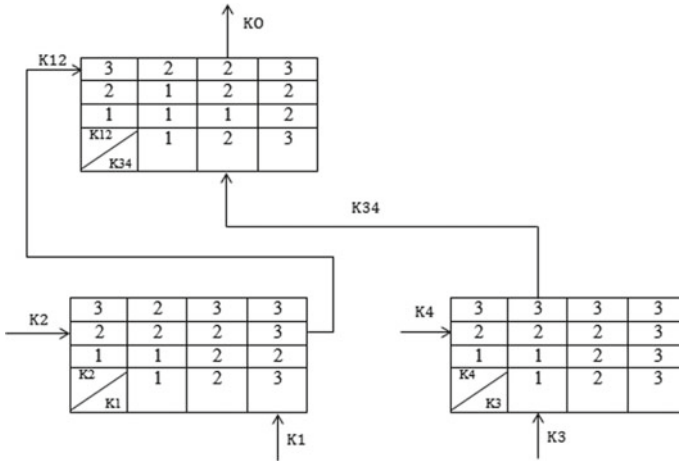 K0
K12
3 2 2 3
2 1 2 2
1 1 1 2
K12 K34 1 2 3
K34
K2
3 2 3 3
2 2 2 3
1 1 2 2
K2 K1 1 2 3
K1
K4
3 3 3 3
2 2 2 3
1 1 2 3
K4 K3 1 2 3
K3